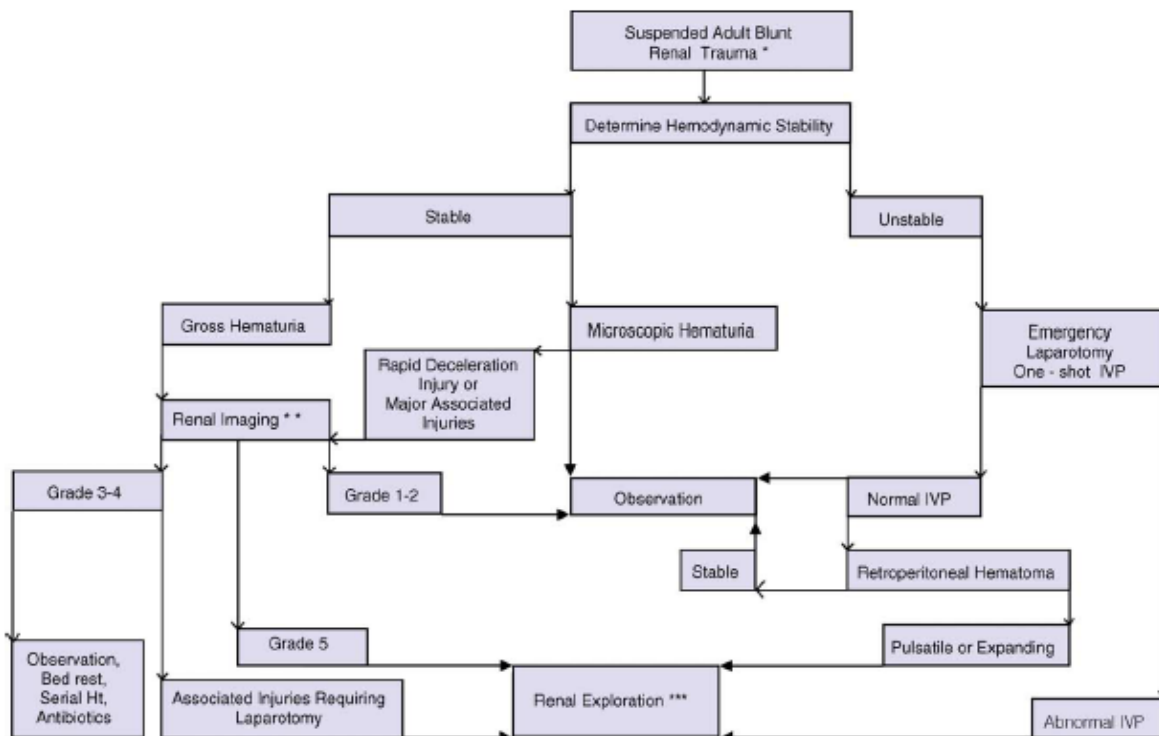 Suspended Adult Blunt
Renal Trauma *
Determine Hemodynamic Stability
Stable
Unstable
Gross Hematuria
Microscopic Hematuria
Emergency
Laparotomy
One - shot IVP
Rapid Deceleration
Injury or
Major Associated
Injuries
Renal Imaging * *
Grade 3-4
Grade 1-2
Observation
Normal IVP
Stable
Retroperitoneal Hematoma
Grade 5
Pulsatile or Expanding
Observation,
Bed rest,
Serial Ht,
Antibiotics
Associated Injuries Requiring
Laparotomy
Renal Exploration ***
Abnormal IVP